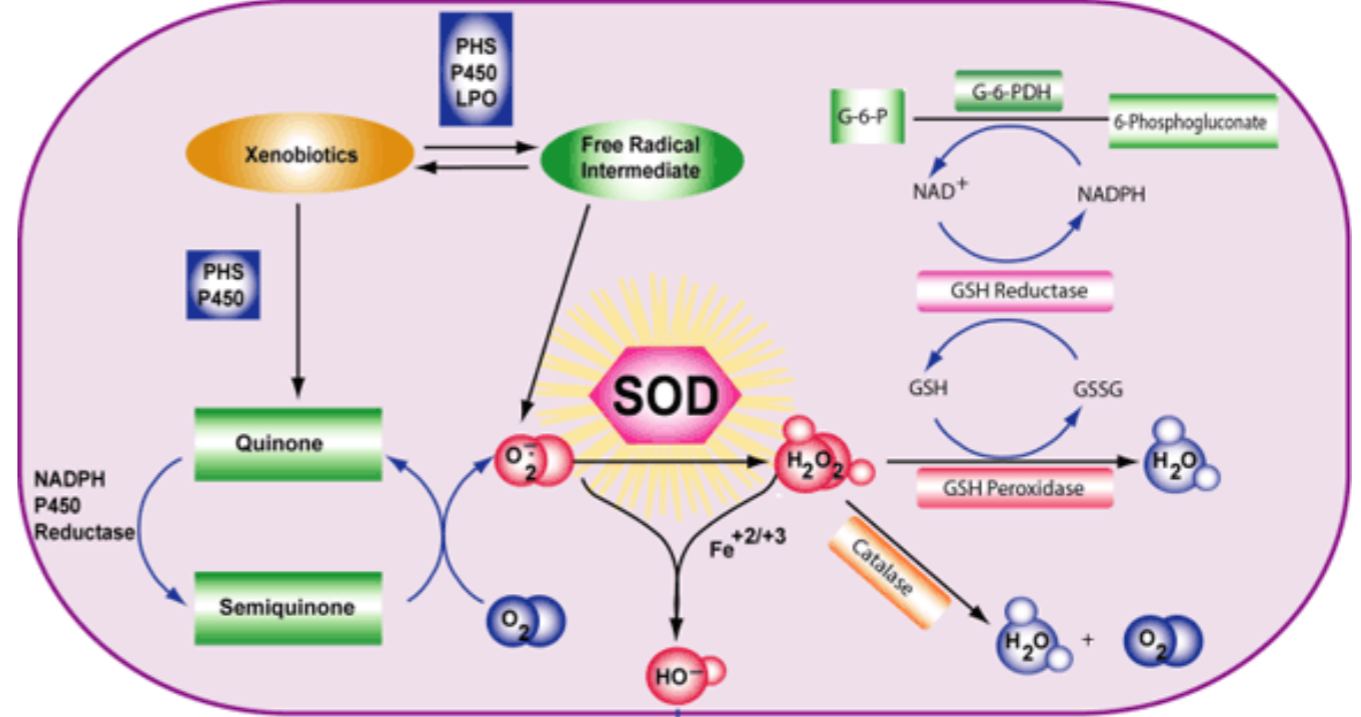 PHS
P450
LPO
Xenobiotics
Free Radical
Intermediate
G-6-P
G-6-PDH
6-Phosphogluconate
NAD⁺
NADPH
PHS
P450
GSH Reductase
SOD
GSH
GSSG
Quinone
O₂⁻̇
H₂O₂
H₂O
GSH Peroxidase
NADPH
P450
Reductase
Fe⁺²/⁺³
Catalase
Semiquinone
O₂
H₂O + O₂
HO⁻